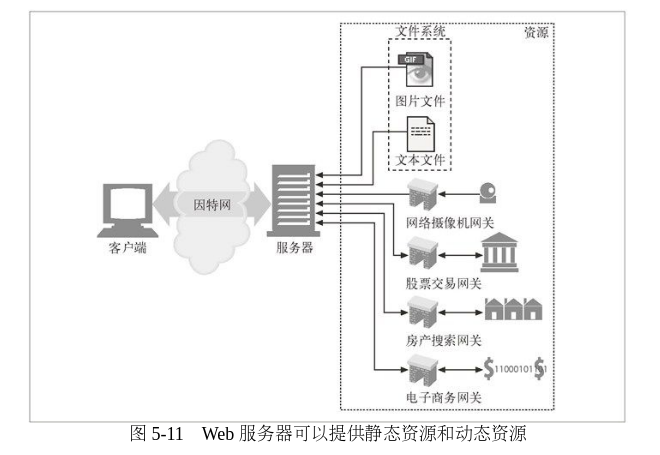 文件系统
资源
GIF
图片文件
文本文件
因特网
客户端
服务器
网络摄像机网关
股票交易网关
房产搜索网关
$11000101101$
电子商务网关
图 5-11 Web 服务器可以提供静态资源和动态资源